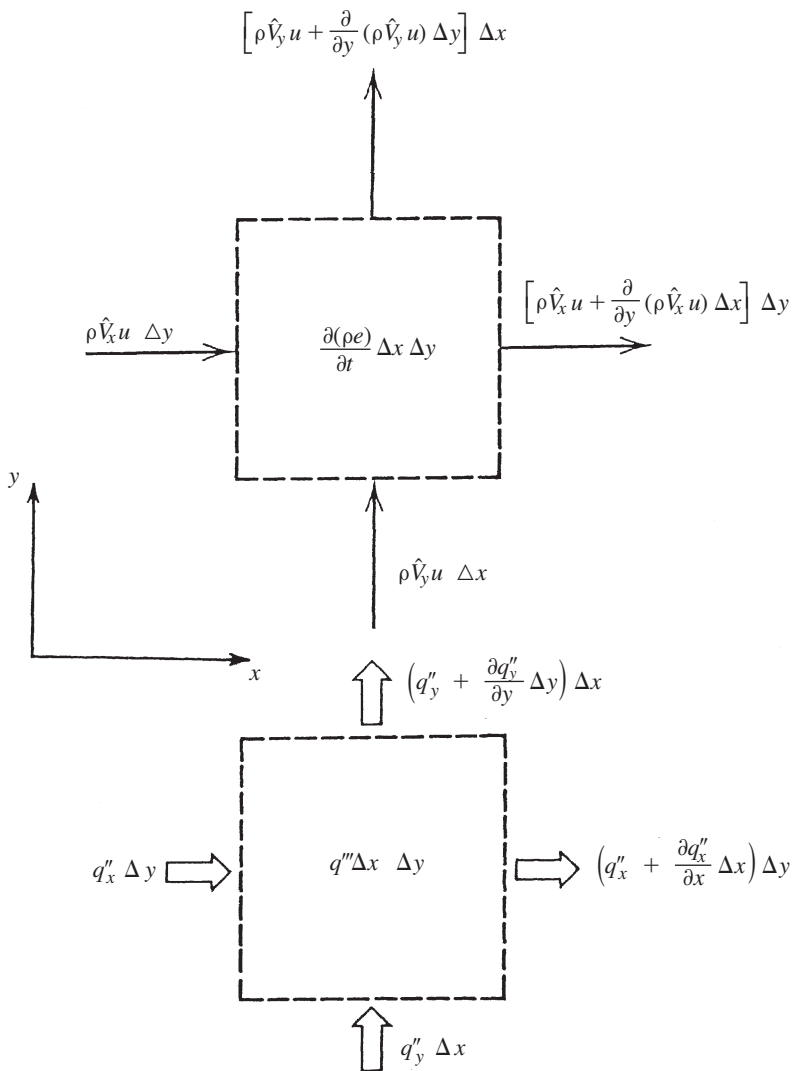 [ρV̂_y u + ∂/∂y (ρV̂_y u) Δy] Δx
[ρV̂_x u + ∂/∂y (ρV̂_x u) Δx] Δy
ρV̂_x u Δy
∂(ρe)/∂t Δx Δy
y
ρV̂_y u Δx
x
(q″_y + ∂q″_y/∂y Δy) Δx
q″_x Δy
q‴Δx Δy
(q″_x + ∂q″_x/∂x Δx) Δy
q″_y Δx